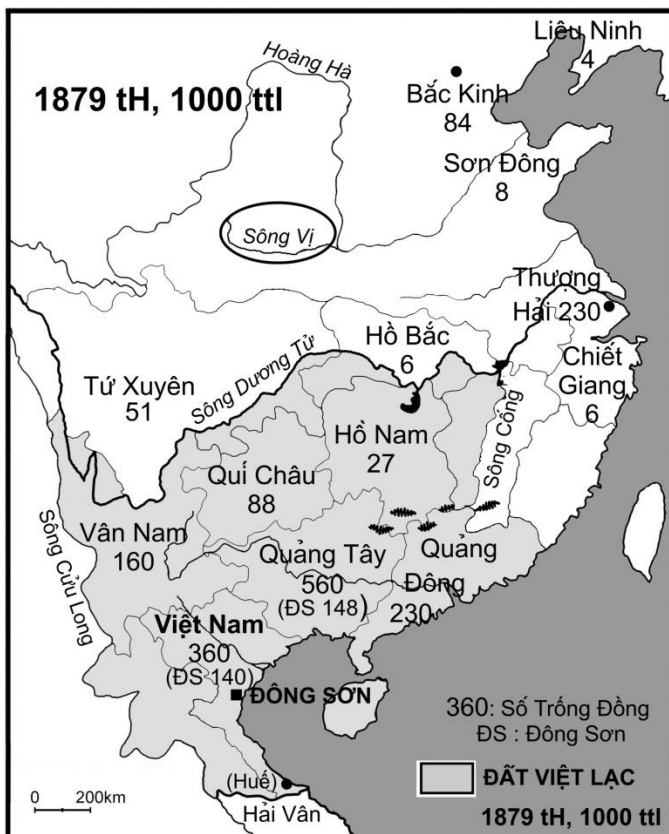 Liêu Ninh
4
Hoàng Hà
1879 tH, 1000 ttl
Bắc Kinh
84
Sơn Đông
8
Sông Vị
Thượng
Hải 230
Hồ Bắc
6
Chiết
Giang
6
Tứ Xuyên
51
Sông Dương Tử
Sông Cống
Hồ Nam
27
Quí Châu
88
Sông Cửu Long
Vân Nam
160
Quảng Tây
560
(ĐS 148)
Quảng
Đông
230
Việt Nam
360
(ĐS 140)
ĐÔNG SƠN
360: Số Trống Đồng
ĐS : Đông Sơn
ĐẤT VIỆT LẠC
(Huế)
Hải Vân
0 200km
1879 tH, 1000 ttl